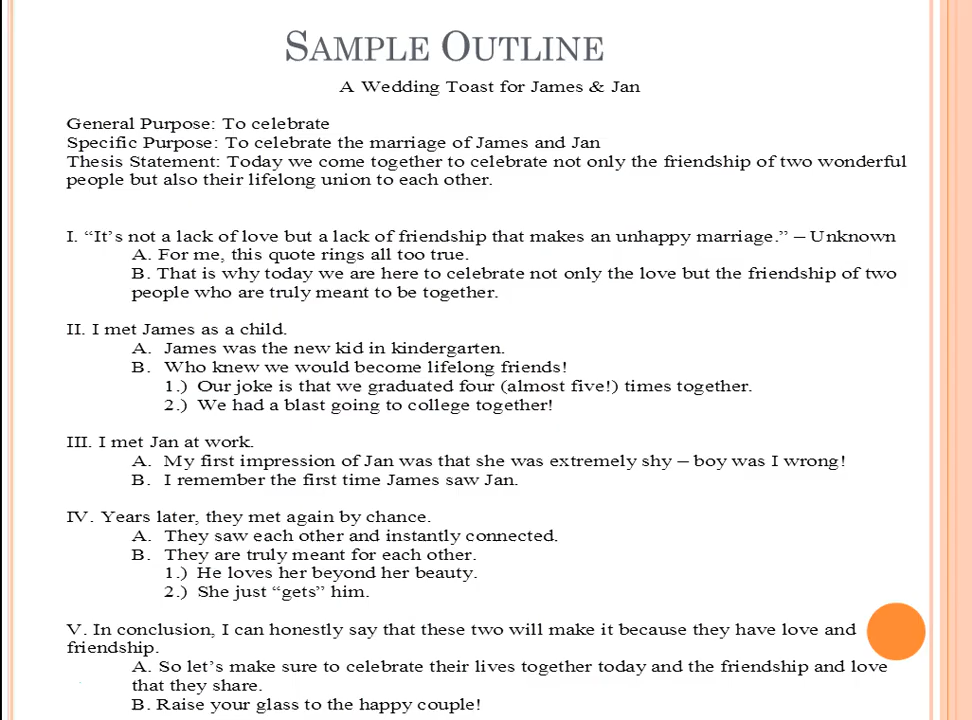 SAMPLE OUTLINE
A Wedding Toast for James & Jan
General Purpose: To celebrate
Specific Purpose: To celebrate the marriage of James and Jan
Thesis Statement: Today we come together to celebrate not only the friendship of two wonderful
people but also their lifelong union to each other.
I. “It’s not a lack of love but a lack of friendship that makes an unhappy marriage.” – Unknown
A. For me, this quote rings all too true.
B. That is why today we are here to celebrate not only the love but the friendship of two
people who are truly meant to be together.
II. I met James as a child.
A. James was the new kid in kindergarten.
B. Who knew we would become lifelong friends!
1.) Our joke is that we graduated four (almost five!) times together.
2.) We had a blast going to college together!
III. I met Jan at work.
A. My first impression of Jan was that she was extremely shy – boy was I wrong!
B. I remember the first time James saw Jan.
IV. Years later, they met again by chance.
A. They saw each other and instantly connected.
B. They are truly meant for each other.
1.) He loves her beyond her beauty.
2.) She just “gets” him.
V. In conclusion, I can honestly say that these two will make it because they have love and
friendship.
A. So let’s make sure to celebrate their lives together today and the friendship and love
that they share.
B. Raise your glass to the happy couple!